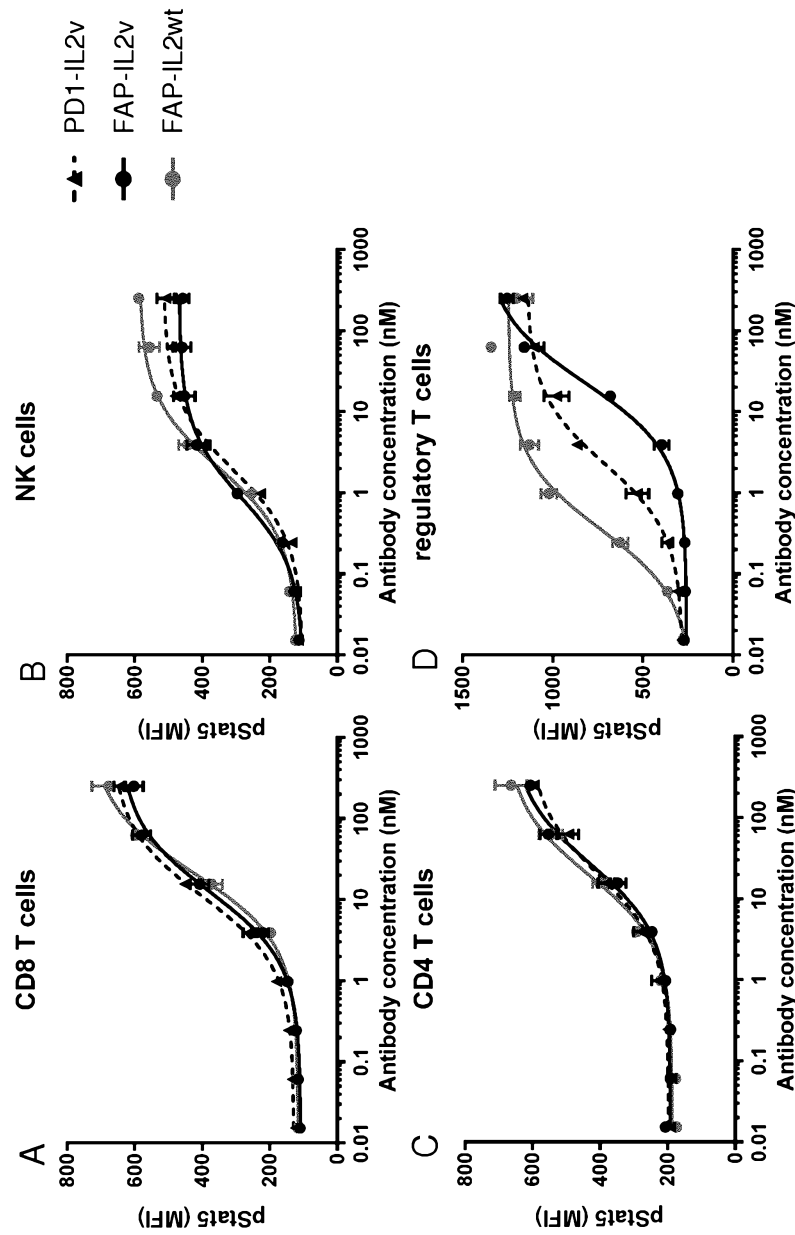 A
CD8 T cells
pStat5 (MFI)
800
600
400
200
0
0.01
0.1
1
10
100
1000
Antibody concentration (nM)
B
NK cells
pStat5 (MFI)
800
600
400
200
0
0.01
0.1
1
10
100
1000
Antibody concentration (nM)
PD1-IL2v
FAP-IL2v
FAP-IL2wt
C
CD4 T cells
pStat5 (MFI)
800
600
400
200
0
0.01
0.1
1
10
100
1000
Antibody concentration (nM)
D
regulatory T cells
pStat5 (MFI)
1500
1000
500
0
0.01
0.1
1
10
100
1000
Antibody concentration (nM)